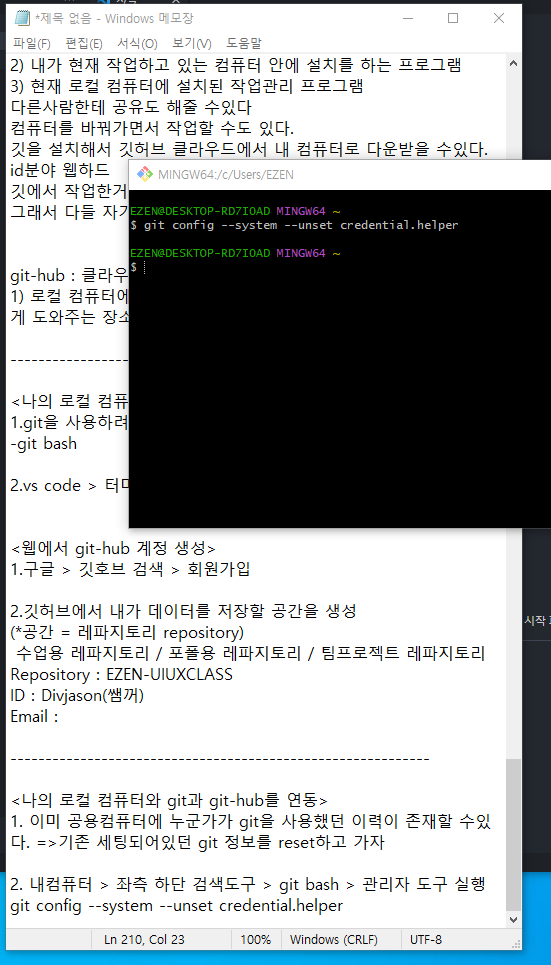 *제목 없음 - Windows 메모장
파일(F) 편집(E) 서식(O) 보기(V) 도움말
2) 내가 현재 작업하고 있는 컴퓨터 안에 설치를 하는 프로그램
3) 현재 로컬 컴퓨터에 설치된 작업관리 프로그램
다른사람한테 공유도 해줄 수있다
컴퓨터를 바꿔가면서 작업할 수도 있다.
깃을 설치해서 깃허브 클라우드에서 내 컴퓨터로 다운받을 수있다.
id분야 웹하드
깃에서 작업한거
그래서 다들 자기
git-hub : 클라우
1) 로컬 컴퓨터에
게 도와주는 장소
<나의 로컬 컴퓨
1.git을 사용하려
-git bash
2.vs code > 터미
MINGW64:/c/Users/EZEN
EZEN@DESKTOP-RD7IOAD MINGW64 ~
$ git config --system --unset credential.helper
EZEN@DESKTOP-RD7IOAD MINGW64 ~
$
<웹에서 git-hub 계정 생성>
1.구글 > 깃호브 검색 > 회원가입
2.깃허브에서 내가 데이터를 저장할 공간을 생성
(*공간 = 레파지토리 repository)
수업용 레파지토리 / 포폴용 레파지토리 / 팀프로젝트 레파지토리
Repository : EZEN-UIUXCLASS
ID : Divjason(쌤꺼)
Email :
------------------------------------------------------------
<나의 로컬 컴퓨터와 git과 git-hub를 연동>
1. 이미 공용컴퓨터에 누군가가 git을 사용했던 이력이 존재할 수있
다. =>기존 세팅되어있던 git 정보를 reset하고 가자
2. 내컴퓨터 > 좌측 하단 검색도구 > git bash > 관리자 도구 실행
git config --system --unset credential.helper
Ln 210, Col 23 100% Windows (CRLF) UTF-8
시작